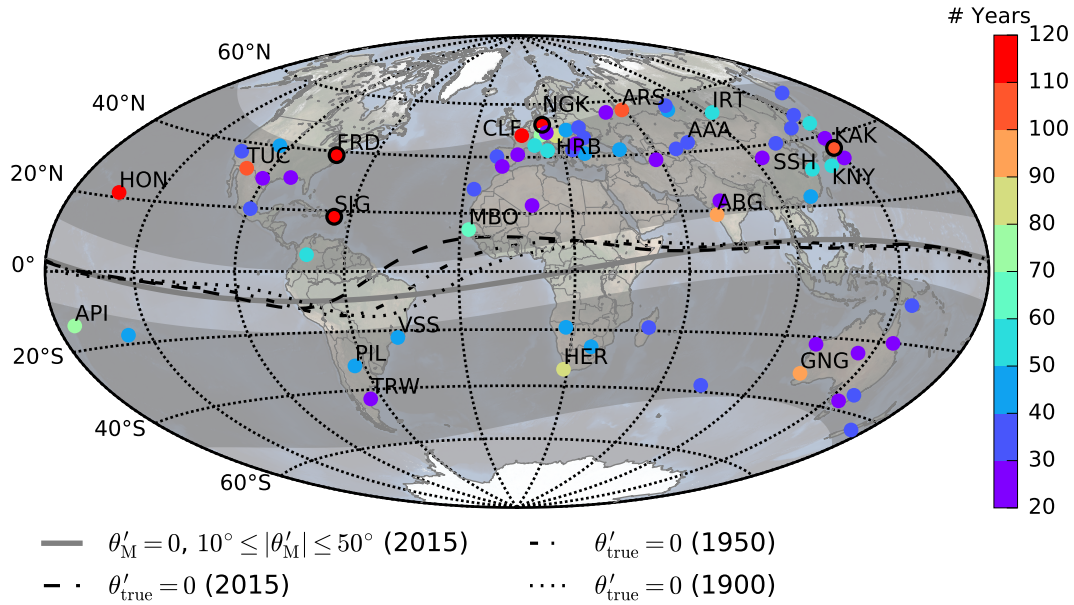 # Years
60°N
120
40°N
NGK
ARS
IRT
110
CLF
FRD
HRB
AAA
KAK
100
TUC
SSH
20°N
HON
KNY
90
SJG
MBO
ABG
80
0°
70
API
VSS
60
20°S
PIL
HER
GNG
50
TRW
40°S
40
30
60°S
20
θ′M = 0, 10° ≤ |θ′M| ≤ 50° (2015)
θ′true = 0 (1950)
θ′true = 0 (2015)
θ′true = 0 (1900)